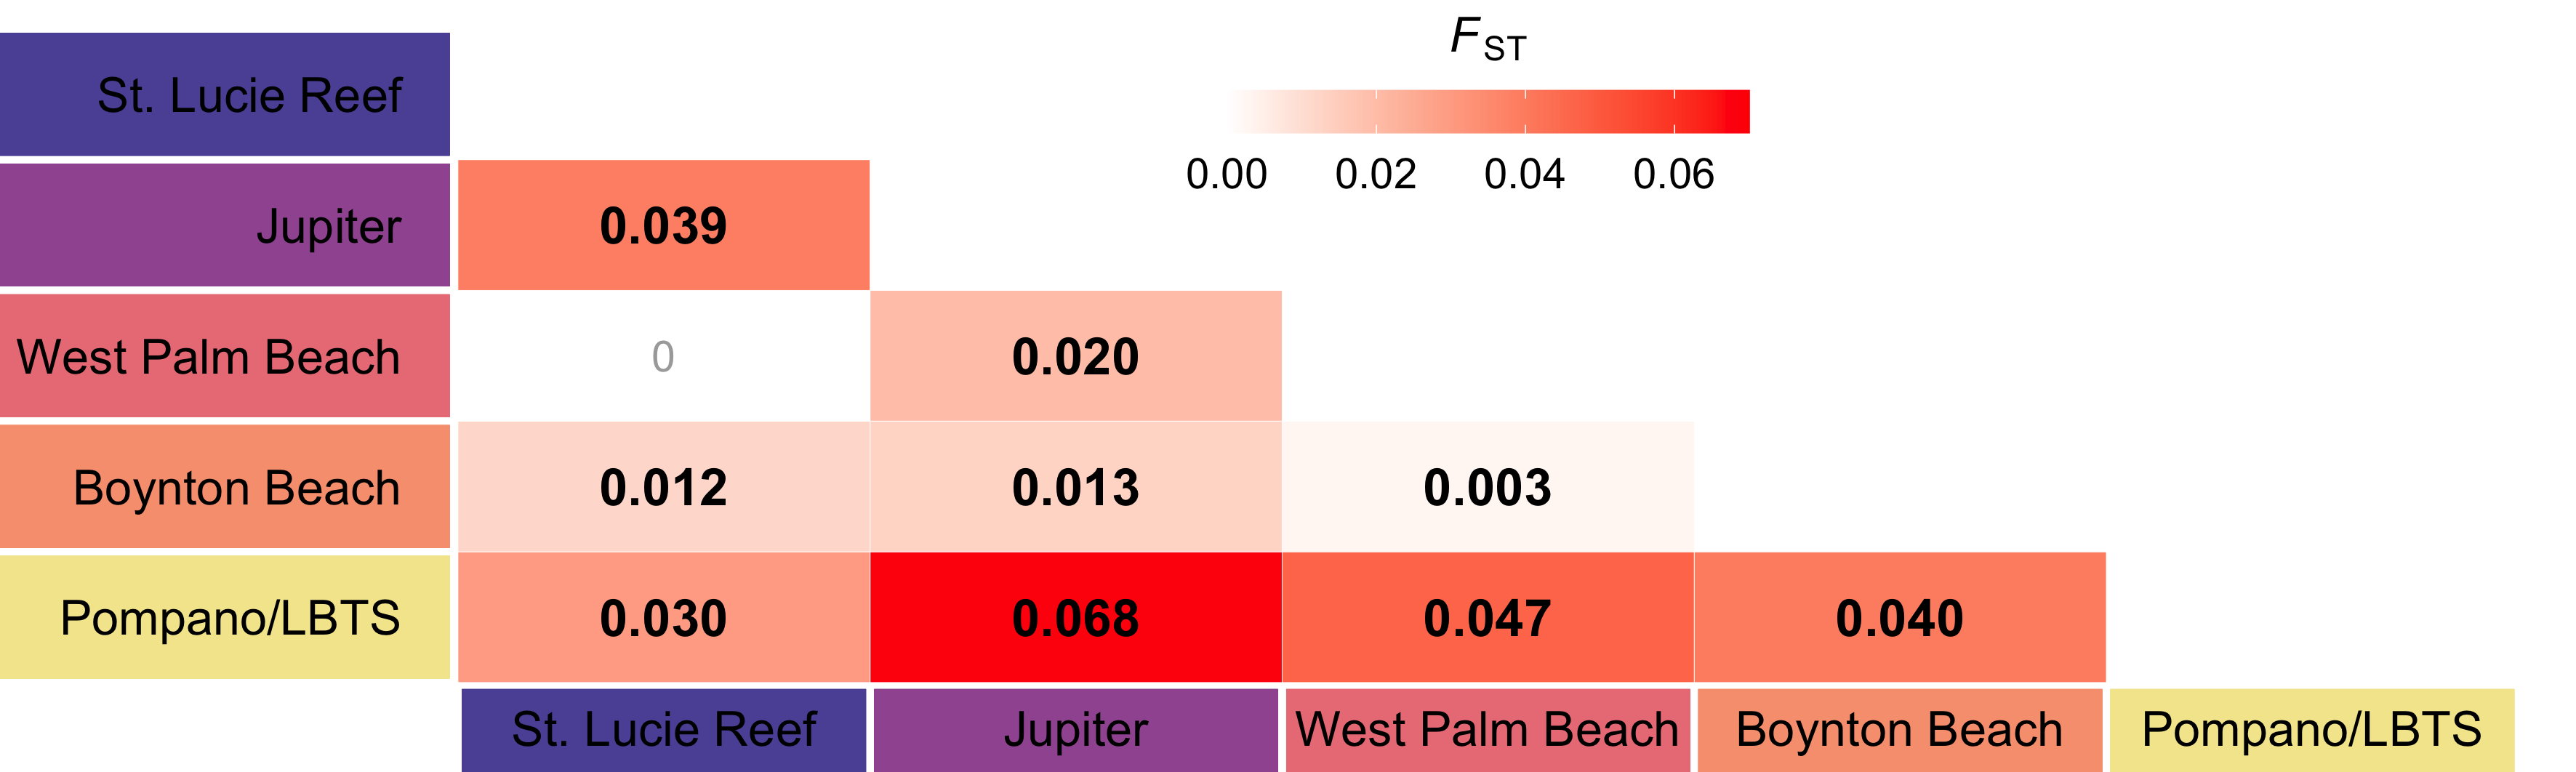 FST
0.00 0.02 0.04 0.06
St. Lucie Reef
Jupiter 0.039
West Palm Beach 0 0.020
Boynton Beach 0.012 0.013 0.003
Pompano/LBTS 0.030 0.068 0.047 0.040
St. Lucie Reef Jupiter West Palm Beach Boynton Beach Pompano/LBTS